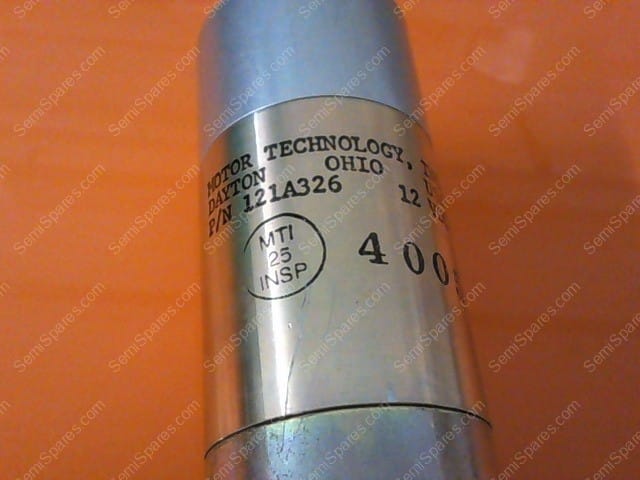 MOTOR TECHNOLOGY,
DAYTON OHIO
P/N 121A326 12
MTI
25
INSP
400
SemiSpares.com